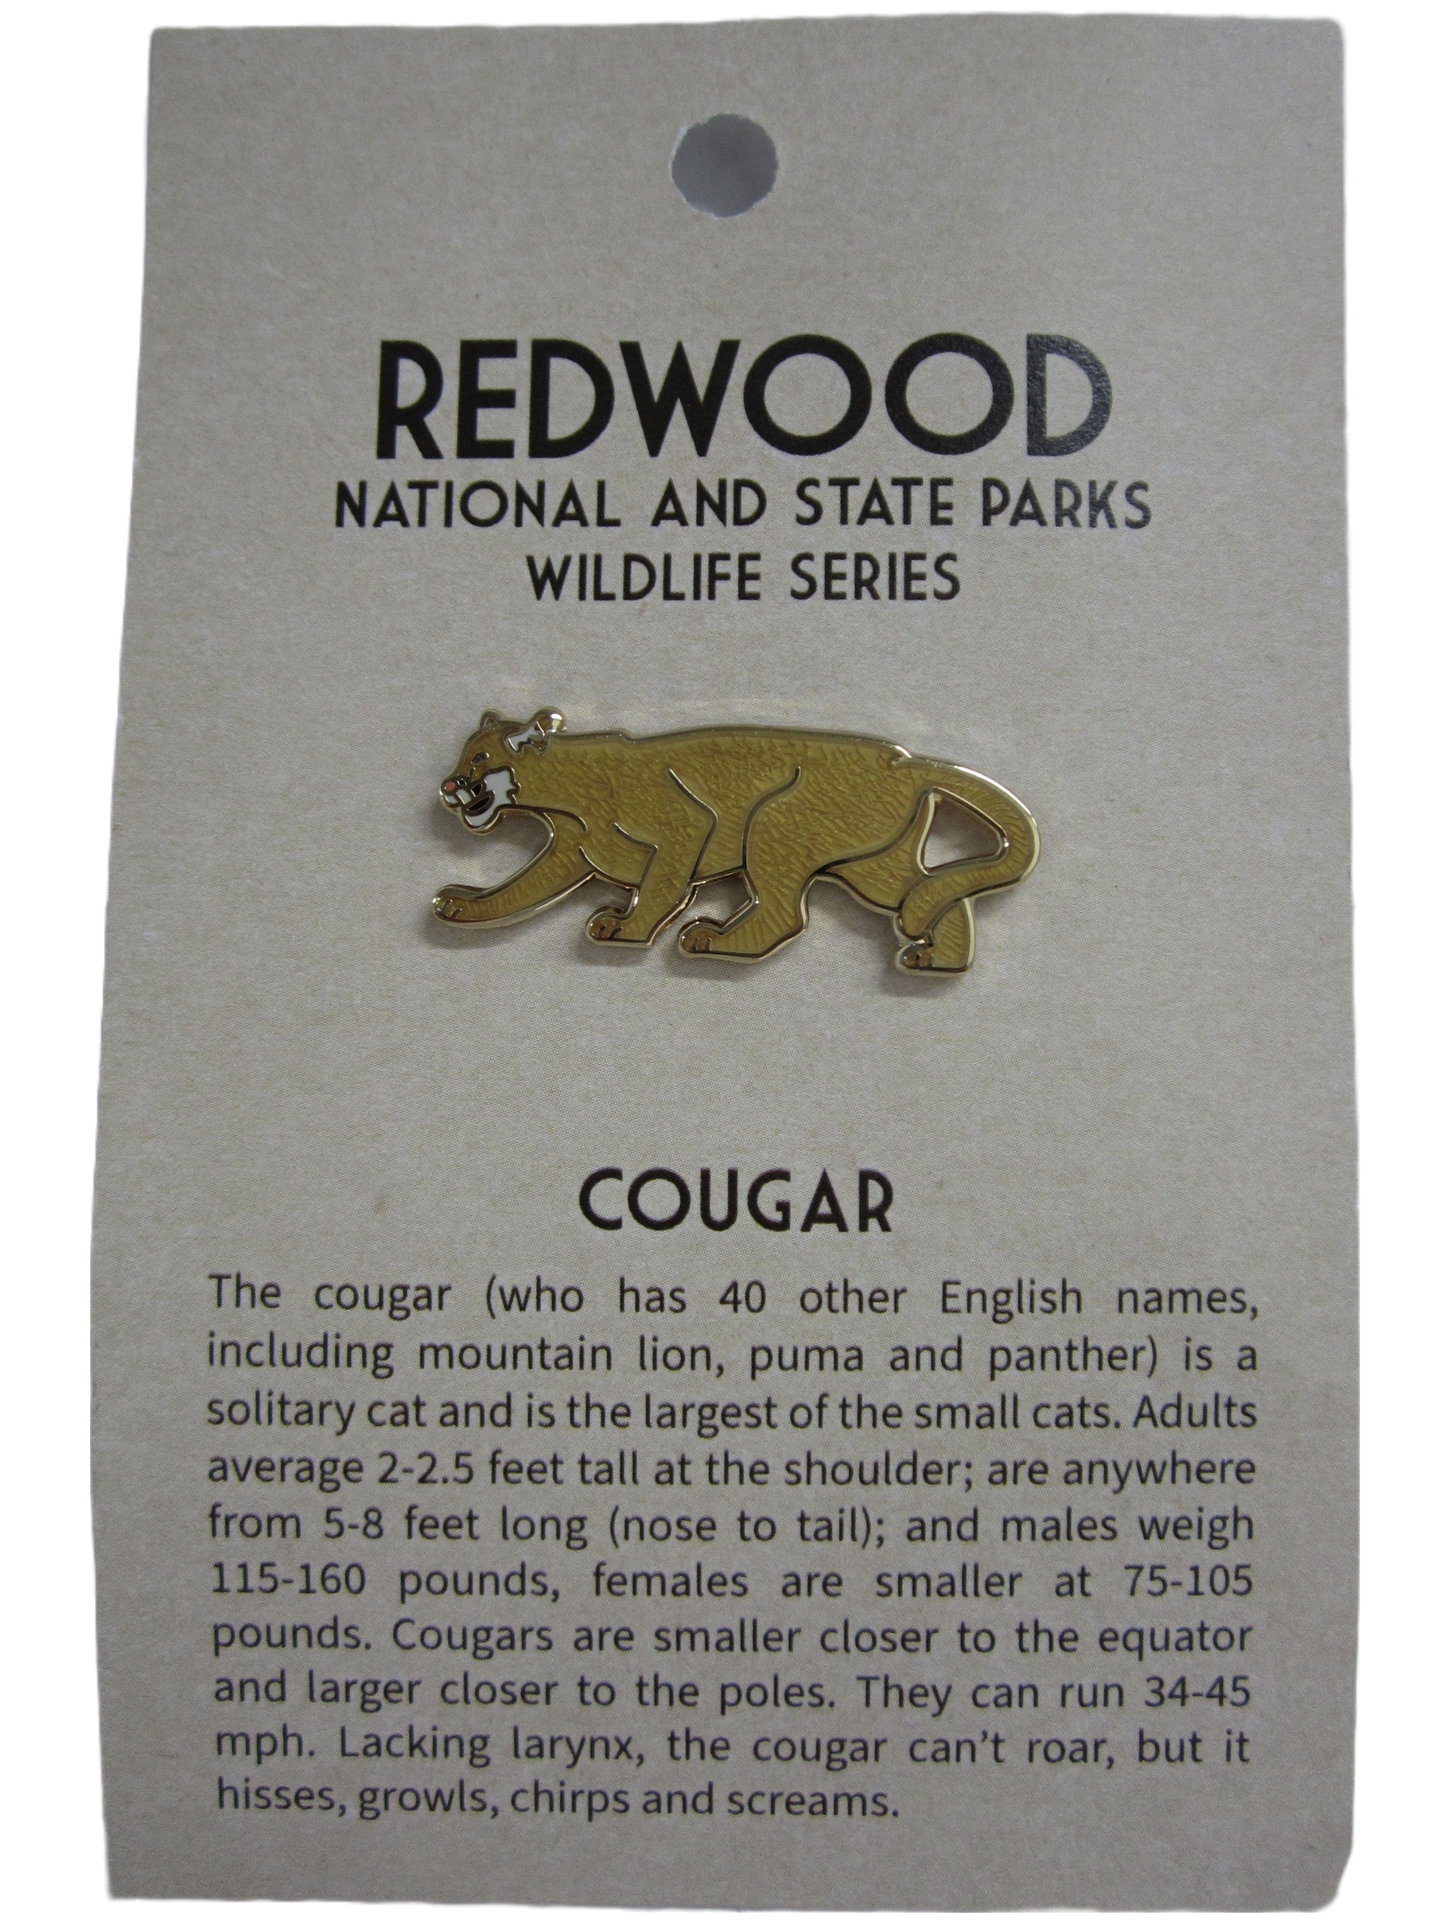 REDWOOD
NATIONAL AND STATE PARKS
WILDLIFE SERIES
COUGAR
The cougar (who has 40 other English names,
including mountain lion, puma and panther) is a
solitary cat and is the largest of the small cats. Adults
average 2-2.5 feet tall at the shoulder; are anywhere
from 5-8 feet long (nose to tail); and males weigh
115-160 pounds, females are smaller at 75-105
pounds. Cougars are smaller closer to the equator
and larger closer to the poles. They can run 34-45
mph. Lacking larynx, the cougar can't roar, but it
hisses, growls, chirps and screams.